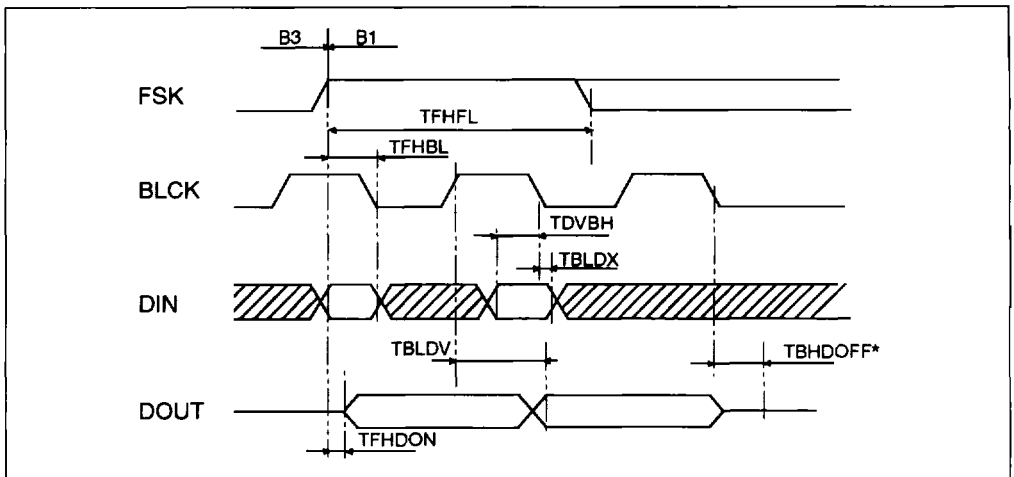 B3 B1
FSK
TFHFL
TFHBL
BLCK
TDVBH
TBLDX
DIN
TBLDV
TBHDOFF*
DOUT
TFHDON